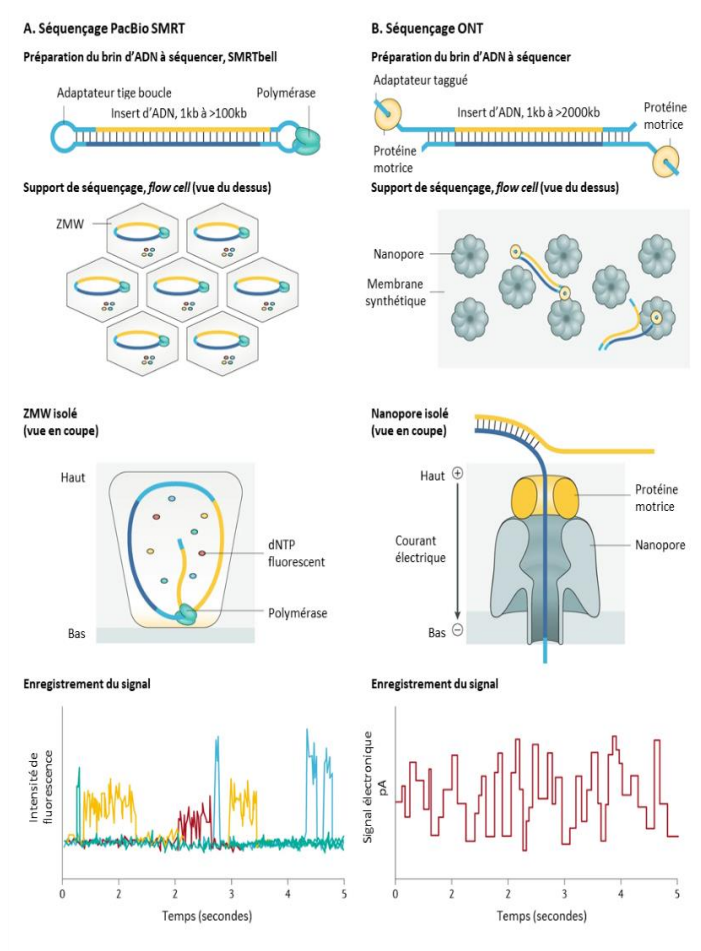 A. Séquençage PacBio SMRT
Préparation du brin d'ADN à séquencer, SMRTbell
Adaptateur tige boucle
Polymérase
Insert d'ADN, 1kb à >100kb
Support de séquençage, flow cell (vue du dessus)
ZMW
ZMW isolé
(vue en coupe)
Haut
dNTP
fluorescent
Polymérase
Bas
Enregistrement du signal
Intensité de
fluorescence
0 2 2 3 4 5
Temps (secondes)
B. Séquençage ONT
Préparation du brin d'ADN à séquencer
Adaptateur taggué
Insert d'ADN, 1kb à >2000kb
Protéine
motrice
Protéine
motrice
Support de séquençage, flow cell (vue du dessus)
Nanopore
Membrane
synthétique
Nanopore isolé
(vue en coupe)
Haut +
Protéine
motrice
Courant
électrique
Nanopore
Bas −
Enregistrement du signal
Signal électronique
pA
0 2 2 3 4 5
Temps (secondes)